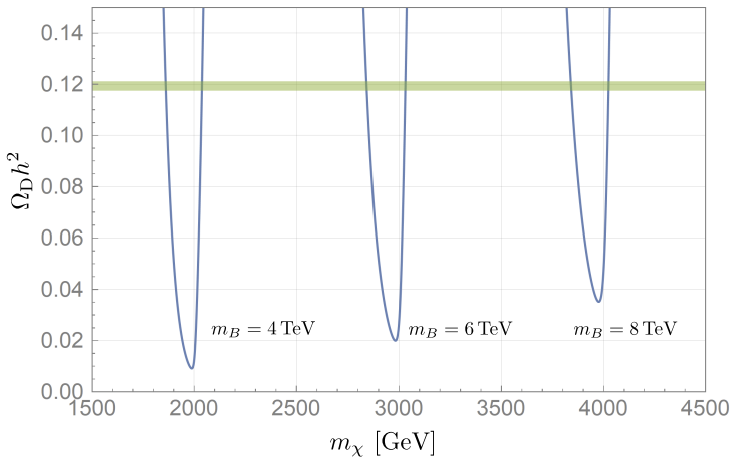 0.14
0.12
0.10
0.08
0.06
0.04
0.02
0.00
Ω_D h²
m_B = 4 TeV
m_B = 6 TeV
m_B = 8 TeV
1500 2000 2500 3000 3500 4000 4500
m_χ [GeV]